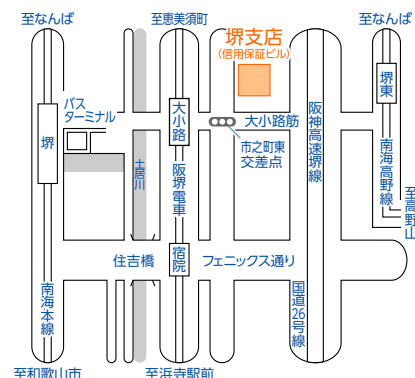 至なんば
至恵美須町
至なんば
堺支店
(信用保証ビル)
バス
ターミナル
堺
大小路
大小路筋
市之町東
交差点
堺東
阪神高速堺線
南海高野線
至高野山
土居川
阪堺電車
住吉橋
宿院
フェニックス通り
南海本線
国道26号線
至和歌山市
至浜寺駅前